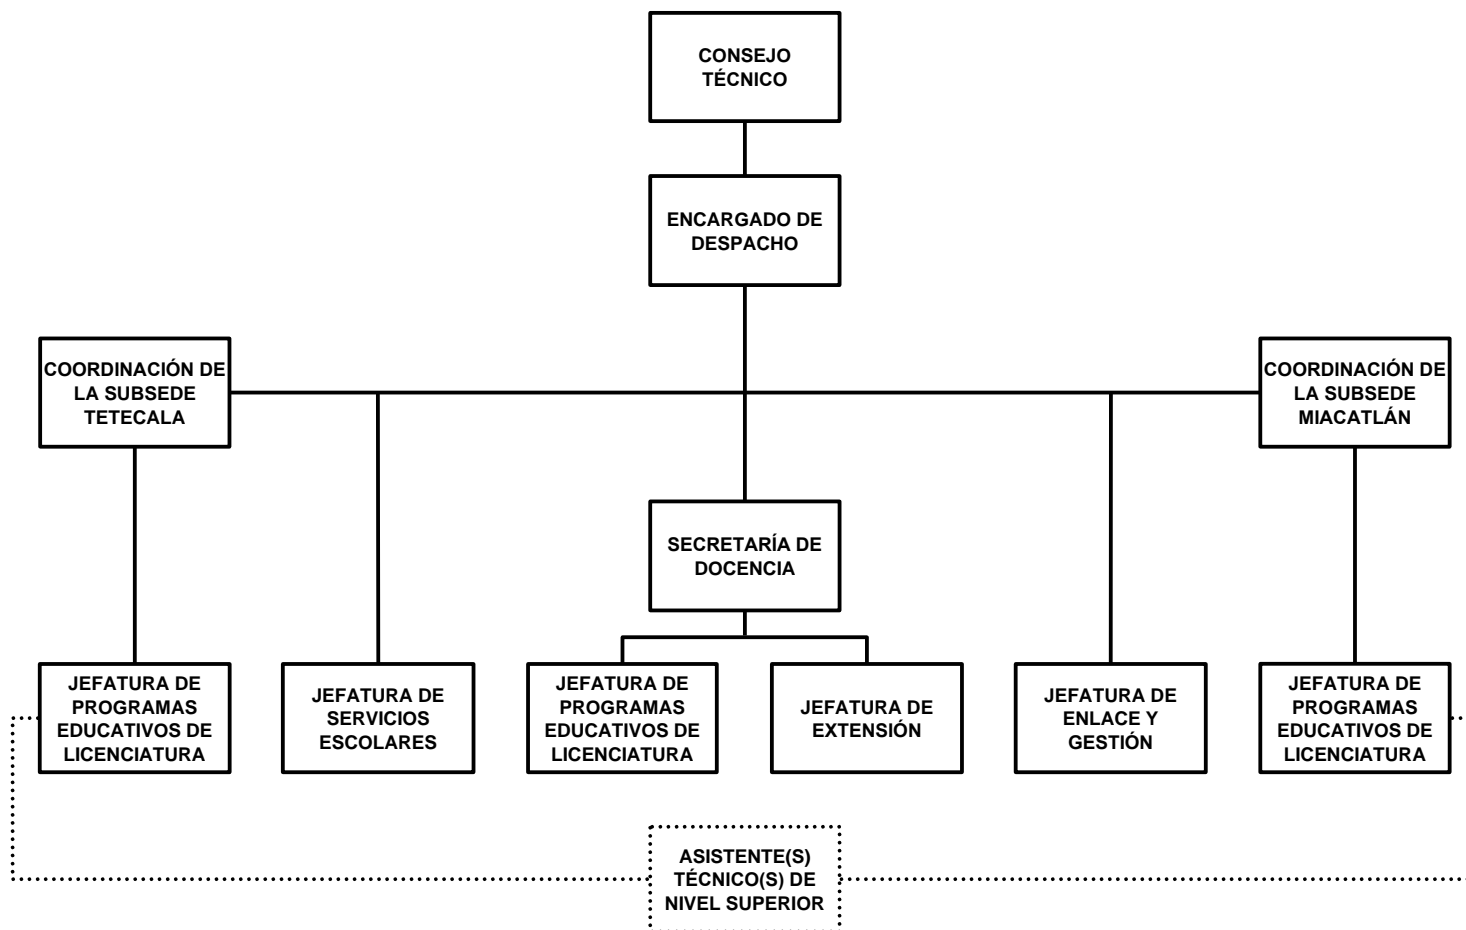 CONSEJO
TÉCNICO
ENCARGADO DE
DESPACHO
COORDINACIÓN DE
LA SUBSEDE
TETECALA
COORDINACIÓN DE
LA SUBSEDE
MIACATLÁN
SECRETARÍA DE
DOCENCIA
JEFATURA DE
PROGRAMAS
EDUCATIVOS DE
LICENCIATURA
JEFATURA DE
SERVICIOS
ESCOLARES
JEFATURA DE
PROGRAMAS
EDUCATIVOS DE
LICENCIATURA
JEFATURA DE
EXTENSIÓN
JEFATURA DE
ENLACE Y
GESTIÓN
JEFATURA DE
PROGRAMAS
EDUCATIVOS DE
LICENCIATURA
ASISTENTE(S)
TÉCNICO(S) DE
NIVEL SUPERIOR